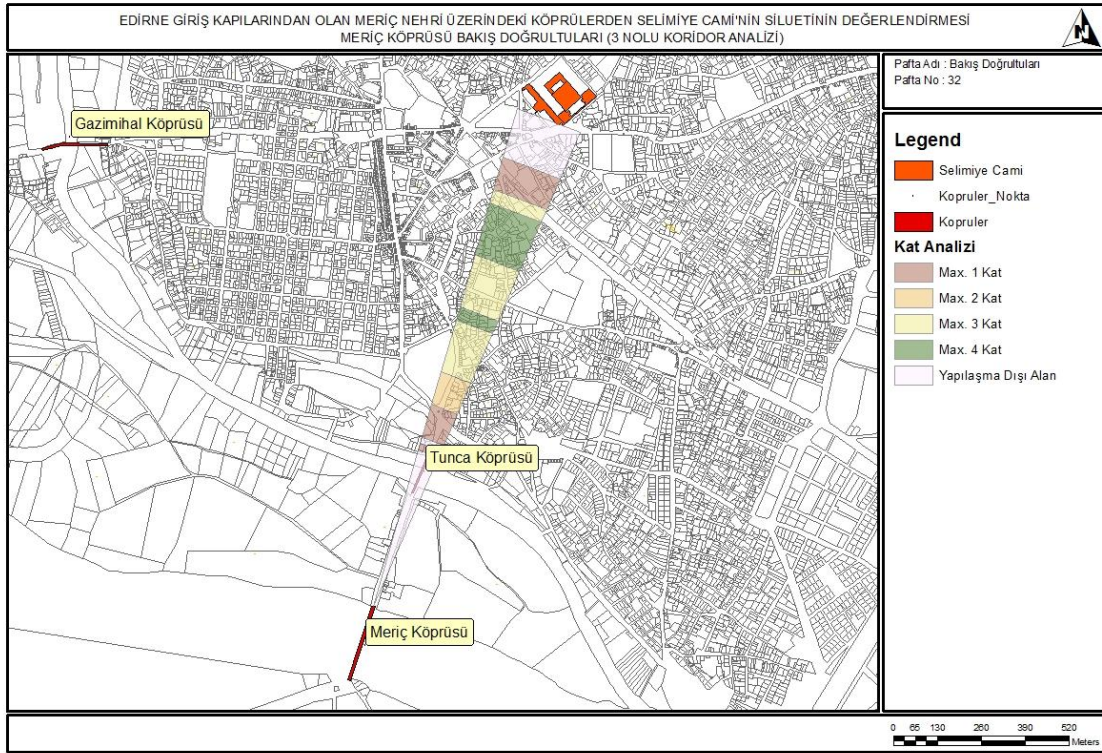 EDİRNE GİRİŞ KAPILARINDAN OLAN MERİÇ NEHRİ ÜZERİNDEKİ KÖPRÜLERDEN SELİMİYE CAMİ'NİN SİLUETİNİN DEĞERLENDİRMESİ
MERİÇ KÖPRÜSÜ BAKIŞ DOĞRULTULARI (3 NOLU KORİDOR ANALİZİ)
N
Pafta Adı : Bakış Doğrultuları
Pafta No : 32
Gazimihal Köprüsü
Tunca Köprüsü
Meriç Köprüsü
Legend
Selimiye Cami
Kopruler_Nokta
Kopruler
Kat Analizi
Max. 1 Kat
Max. 2 Kat
Max. 3 Kat
Max. 4 Kat
Yapılaşma Dışı Alan
0 65 130 260 390 520
Meters